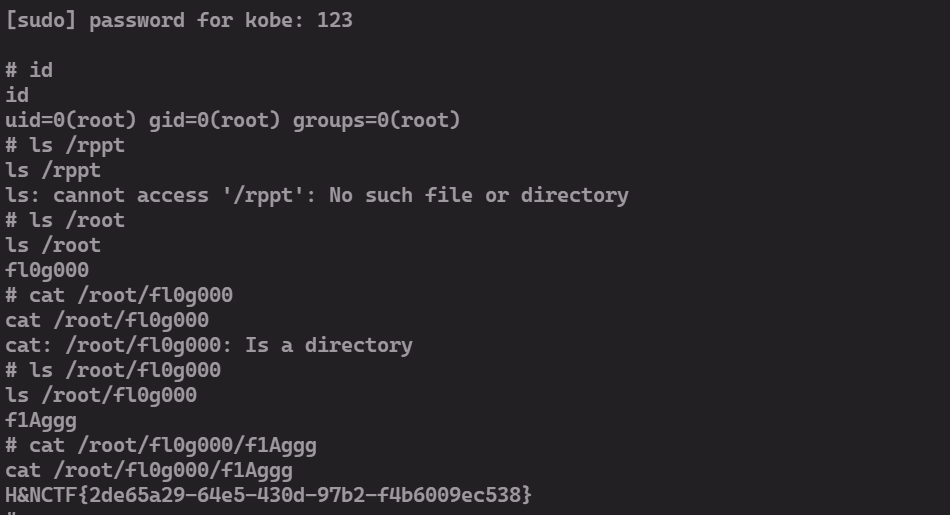 [sudo] password for kobe: 123
# id
id
uid=0(root) gid=0(root) groups=0(root)
# ls /rppt
ls /rppt
ls: cannot access '/rppt': No such file or directory
# ls /root
ls /root
fl0g000
# cat /root/fl0g000
cat /root/fl0g000
cat: /root/fl0g000: Is a directory
# ls /root/fl0g000
ls /root/fl0g000
f1Aggg
# cat /root/fl0g000/f1Aggg
cat /root/fl0g000/f1Aggg
H&NCTF{2de65a29-64e5-430d-97b2-f4b6009ec538}
#